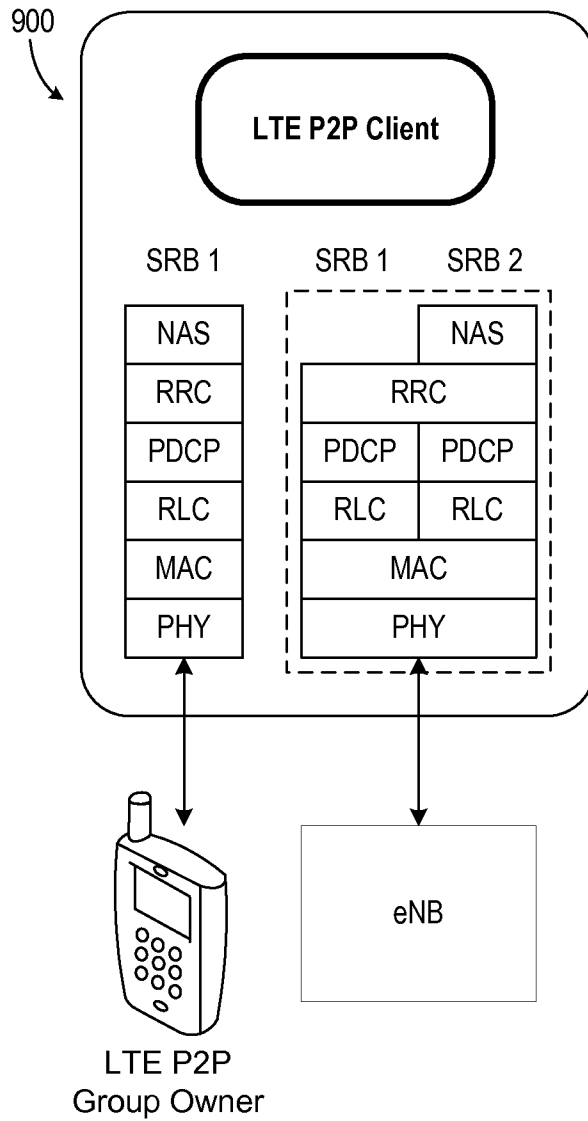 900
LTE P2P Client
SRB 1 SRB 1 SRB 2
NAS NAS
RRC RRC
PDCP PDCP PDCP
RLC RLC RLC
MAC MAC
PHY PHY
eNB
LTE P2P
Group Owner